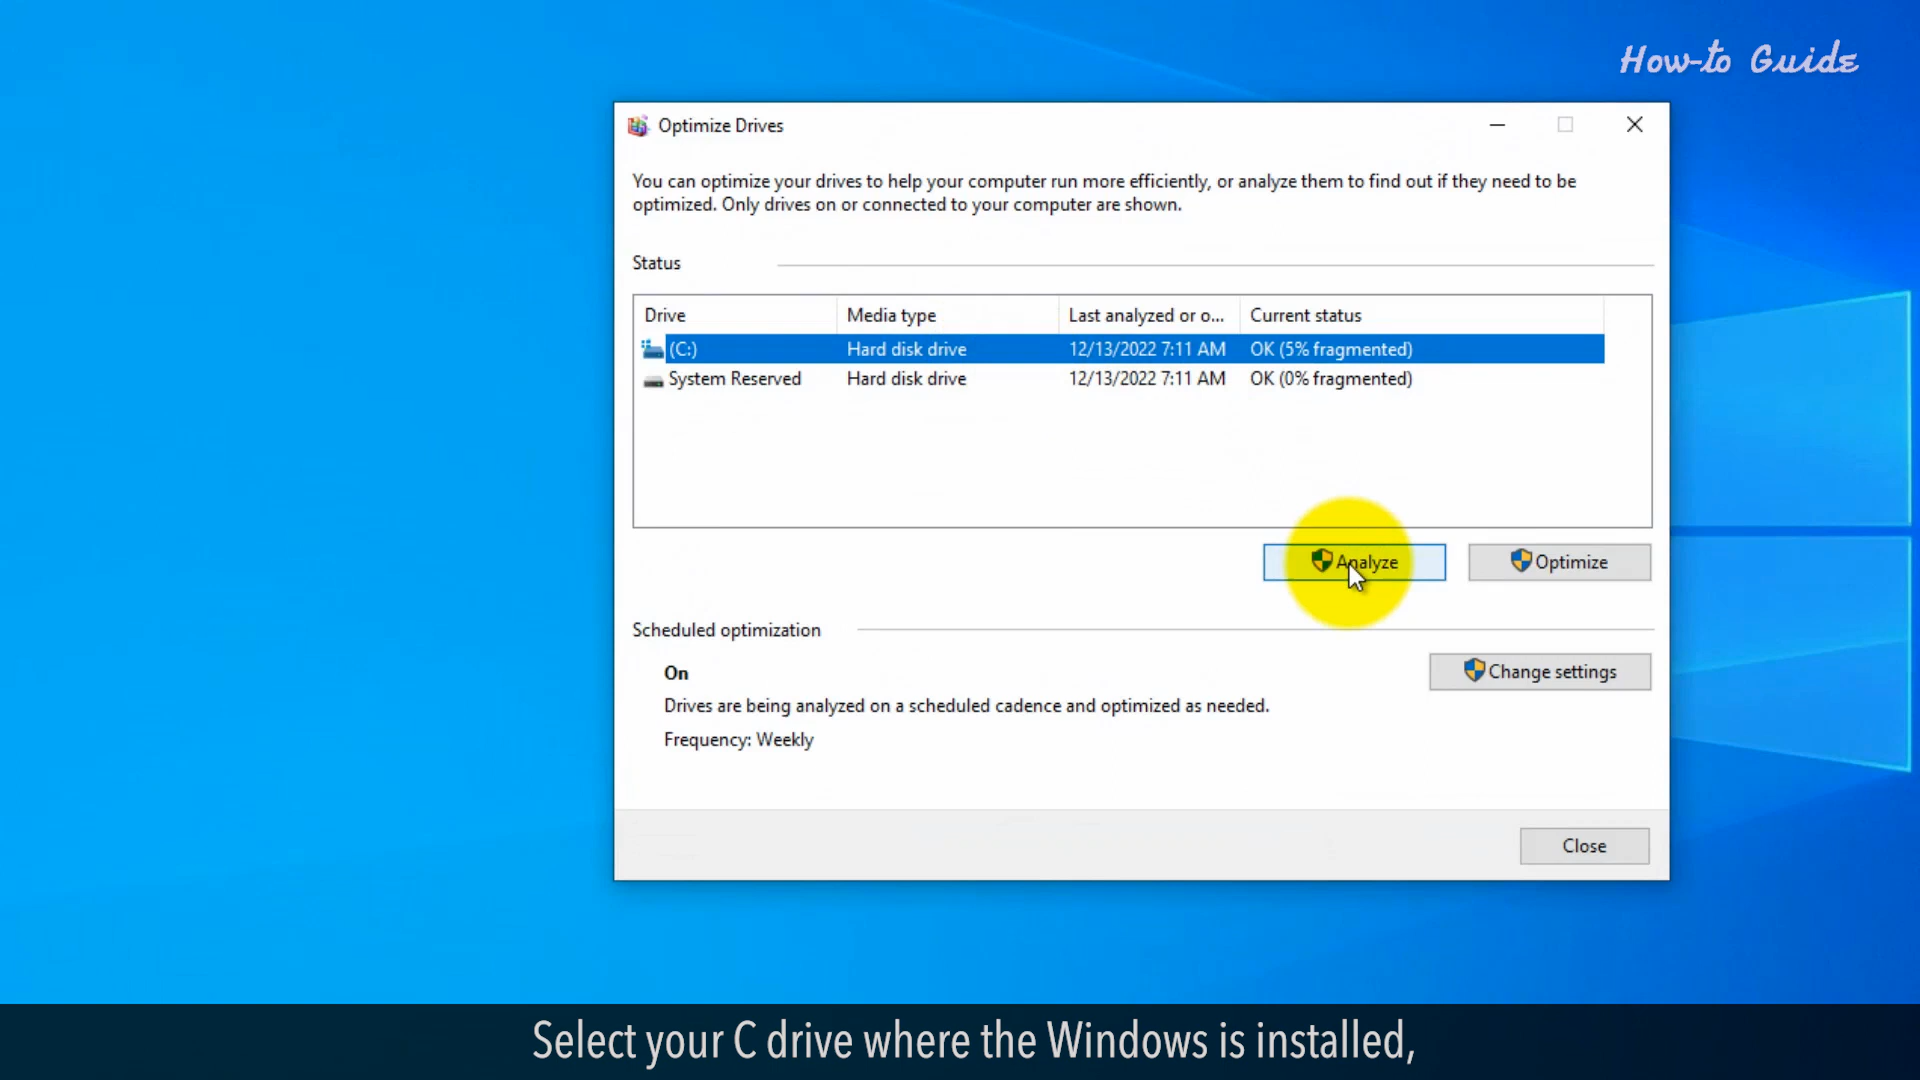 How-to Guide
Optimize Drives
You can optimize your drives to help your computer run more efficiently, or analyze them to find out if they need to be
optimized. Only drives on or connected to your computer are shown.
Status
Drive Media type Last analyzed or o... Current status
(C:) Hard disk drive 12/13/2022 7:11 AM OK (5% fragmented)
System Reserved Hard disk drive 12/13/2022 7:11 AM OK (0% fragmented)
Analyze Optimize
Scheduled optimization
On
Change settings
Drives are being analyzed on a scheduled cadence and optimized as needed.
Frequency: Weekly
Close
Select your C drive where the Windows is installed,